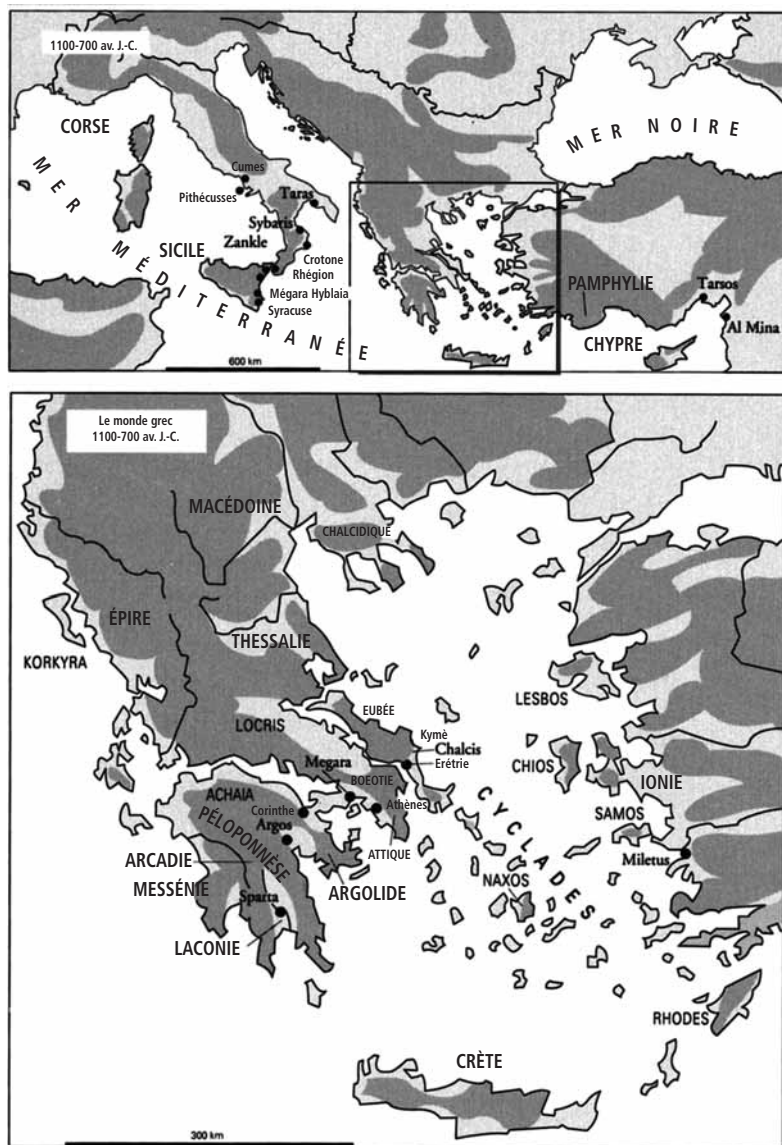 1100-700 av. J.-C.
CORSE
MER NOIRE
MER MÉDITERRANÉE
Cumes
Pithécusses
Taras
Sybaris
SICILE
Zankle
Crotone
Rhégion
Mégara Hyblaia
Syracuse
PAMPHYLIE
Tarsos
Al Mina
CHYPRE
600 km
Le monde grec
1100-700 av. J.-C.
MACÉDOINE
CHALCIDIQUE
ÉPIRE
THESSALIE
KORKYRA
LESBOS
EUBÉE
LOCRIS
Kymè
Chalcis
Erétrie
Megara
BOEOTIE
CHIOS
IONIE
ACHAIA
Corinthe
Athènes
CYCLADES
SAMOS
PÉLOPONNÈSE
Argos
ATTIQUE
Miletus
ARCADIE
MESSÉNIE
ARGOLIDE
NAXOS
Sparta
LACONIE
RHODES
CRÈTE
300 km